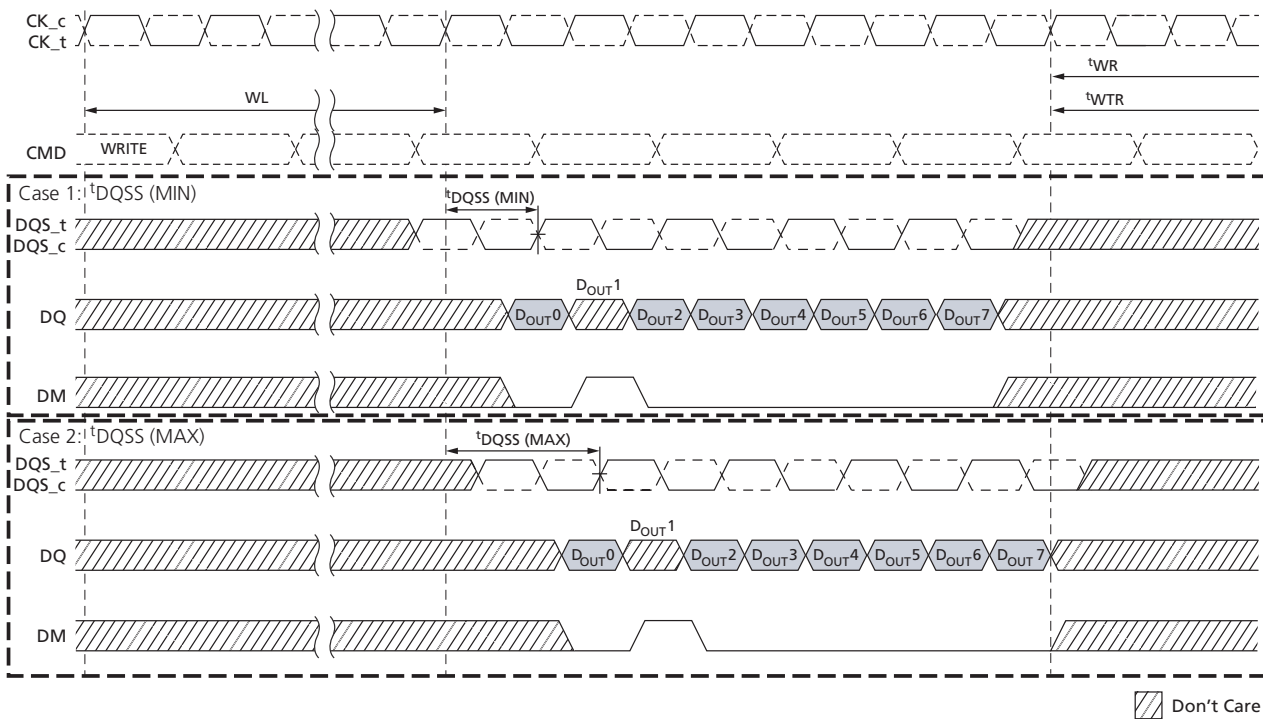 CK_c
CK_t
tWR
WL
tWTR
CMD
WRITE
Case 1: tDQSS (MIN)
tDQSS (MIN)
DQS_t
DQS_c
DOUT1
DQ
DOUT0
DOUT2
DOUT3
DOUT4
DOUT5
DOUT6
DOUT7
DM
Case 2: tDQSS (MAX)
tDQSS (MAX)
DQS_t
DQS_c
DOUT1
DQ
DOUT0
DOUT2
DOUT3
DOUT4
DOUT5
DOUT6
DOUT 7
DM
Don't Care